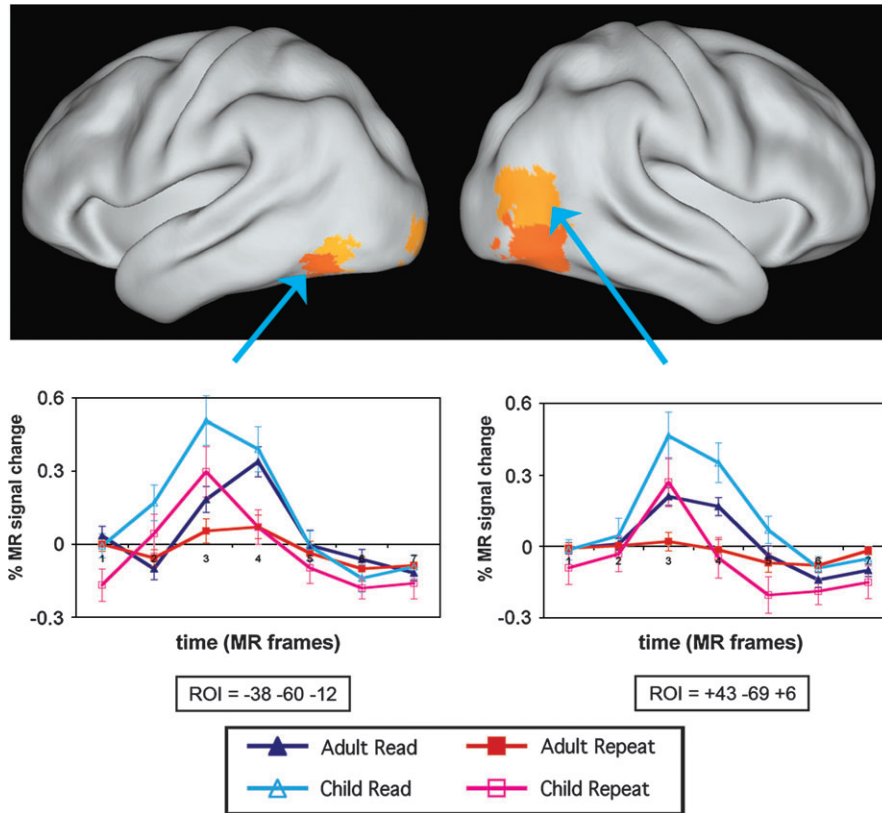 0.6
0.3
0
-0.3
% MR signal change
1 3 4 5 7
time (MR frames)
ROI = -38 -60 -12
0.6
0.3
0
-0.3
% MR signal change
1 2 3 4 6 7
time (MR frames)
ROI = +43 -69 +6
Adult Read Adult Repeat
Child Read Child Repeat